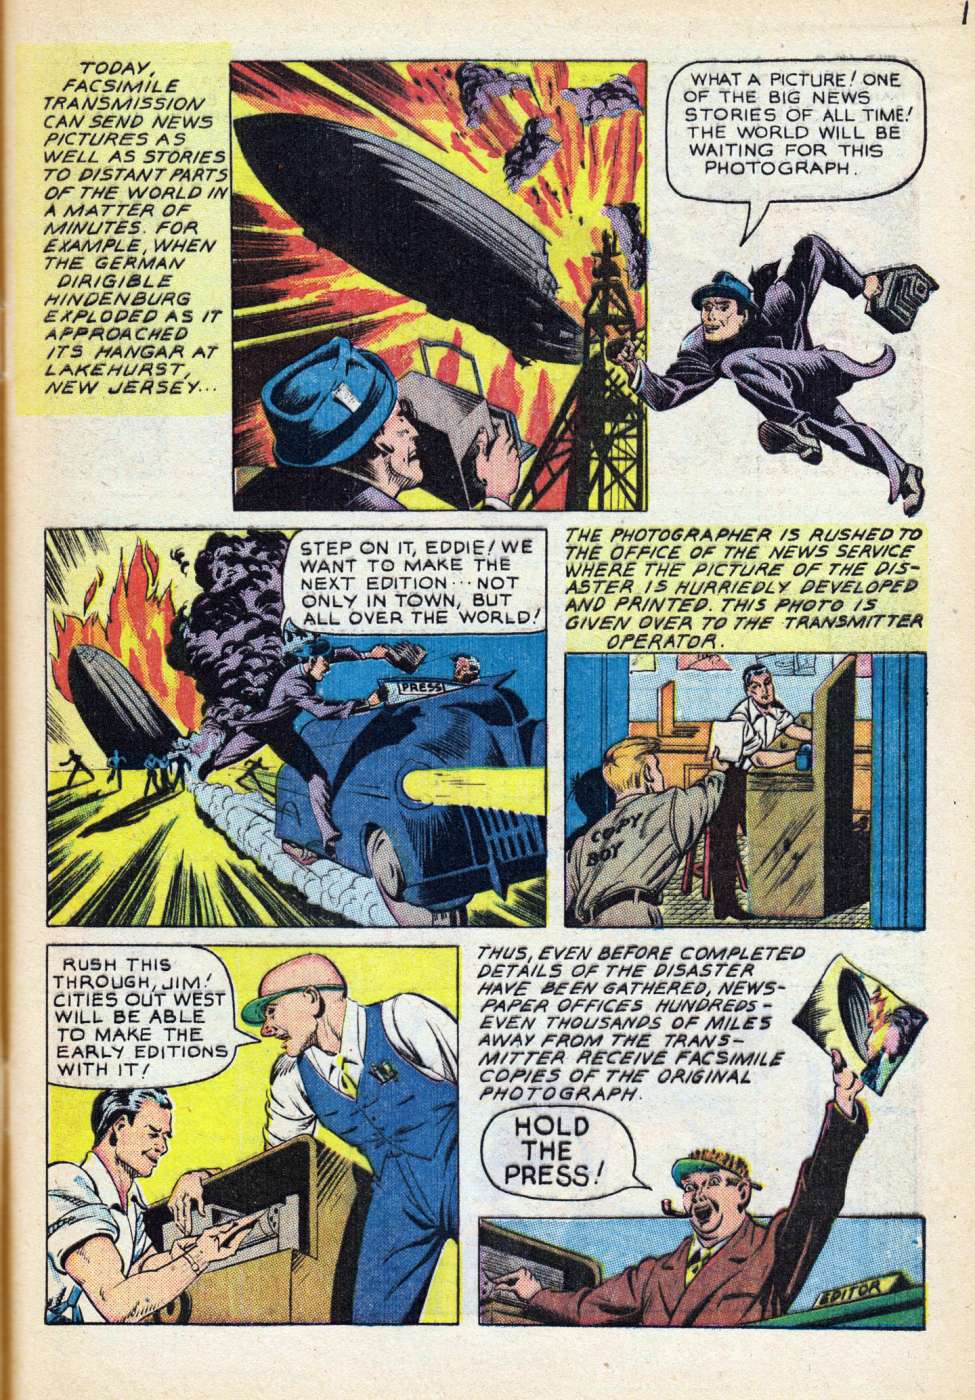 1
TODAY,
FACSIMILE
TRANSMISSION
CAN SEND NEWS
PICTURES AS
WELL AS STORIES
TO DISTANT PARTS
OF THE WORLD IN
A MATTER OF
MINUTES. FOR
EXAMPLE, WHEN
THE GERMAN
DIRIGIBLE
HINDENBURG
EXPLODED AS IT
APPROACHED
ITS HANGAR AT
LAKEHURST,
NEW JERSEY...
WHAT A PICTURE! ONE
OF THE BIG NEWS
STORIES OF ALL TIME!
THE WORLD WILL BE
WAITING FOR THIS
PHOTOGRAPH.
STEP ON IT, EDDIE! WE
WANT TO MAKE THE
NEXT EDITION...NOT
ONLY IN TOWN, BUT
ALL OVER THE WORLD!
PRESS
THE PHOTOGRAPHER IS RUSHED TO
THE OFFICE OF THE NEWS SERVICE
WHERE THE PICTURE OF THE DIS-
ASTER IS HURRIEDLY DEVELOPED
AND PRINTED. THIS PHOTO IS
GIVEN OVER TO THE TRANSMITTER
OPERATOR.
COPY
BOY
RUSH THIS
THROUGH, JIM!
CITIES OUT WEST
WILL BE ABLE
TO MAKE THE
EARLY EDITIONS
WITH IT!
THUS, EVEN BEFORE COMPLETED
DETAILS OF THE DISASTER
HAVE BEEN GATHERED, NEWS-
PAPER OFFICES HUNDREDS-
EVEN THOUSANDS OF MILES
AWAY FROM THE TRANS-
MITTER RECEIVE FACSIMILE
COPIES OF THE ORIGINAL
PHOTOGRAPH.
HOLD
THE
PRESS!
EDITOR